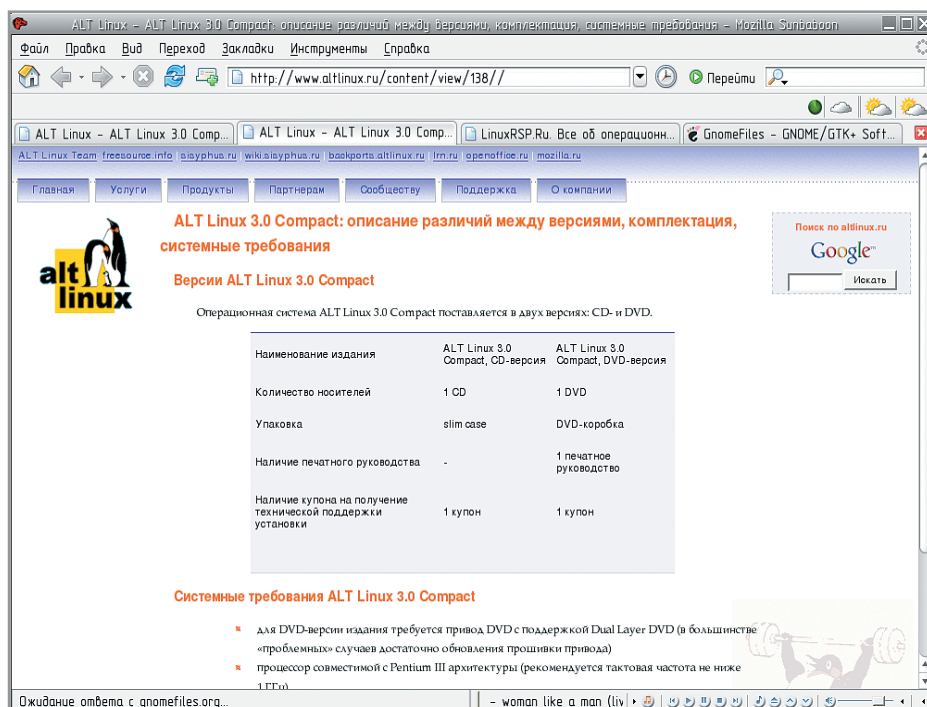 ALT Linux - ALT Linux 3.0 Compact: описание различий между версиями, комплектация, системные требования - Mozilla Sunbaboon
Файл Правка Вид Переход Закладки Инструменты Справка
http://www.altlinux.ru/content/view/138// Перейти
ALT Linux - ALT Linux 3.0 Comp... ALT Linux - ALT Linux 3.0 Comp... LinuxRSP.Ru. Все об операционн... GnomeFiles - GNOME/GTK+ Soft...
ALT Linux Team freesource.info | sisyphus.ru | wiki.sisyphus.ru | backports.altlinux.ru | lrn.ru | openoffice.ru | mozilla.ru
Главная Услуги Продукты Партнерам Сообществу Поддержка О компании
alt linux
ALT Linux 3.0 Compact: описание различий между версиями, комплектация,
системные требования
Поиск по altlinux.ru
Google™
Искать
Версии ALT Linux 3.0 Compact
Операционная система ALT Linux 3.0 Compact поставляется в двух версиях: CD- и DVD.
Наименование издания ALT Linux 3.0 Compact, CD-версия ALT Linux 3.0 Compact, DVD-версия
Количество носителей 1 CD 1 DVD
Упаковка slim case DVD-коробка
Наличие печатного руководства - 1 печатное руководство
Наличие купона на получение технической поддержки установки 1 купон 1 купон
Системные требования ALT Linux 3.0 Compact
для DVD-версии издания требуется привод DVD с поддержкой Dual Layer DVD (в большинстве
«проблемных» случаев достаточно обновления прошивки привода)
процессор совместимой с Pentium III архитектуры (рекомендуется тактовая частота не ниже
1 ГГц)
Ожидание ответа с gnomefiles.org... - woman like a man (liv